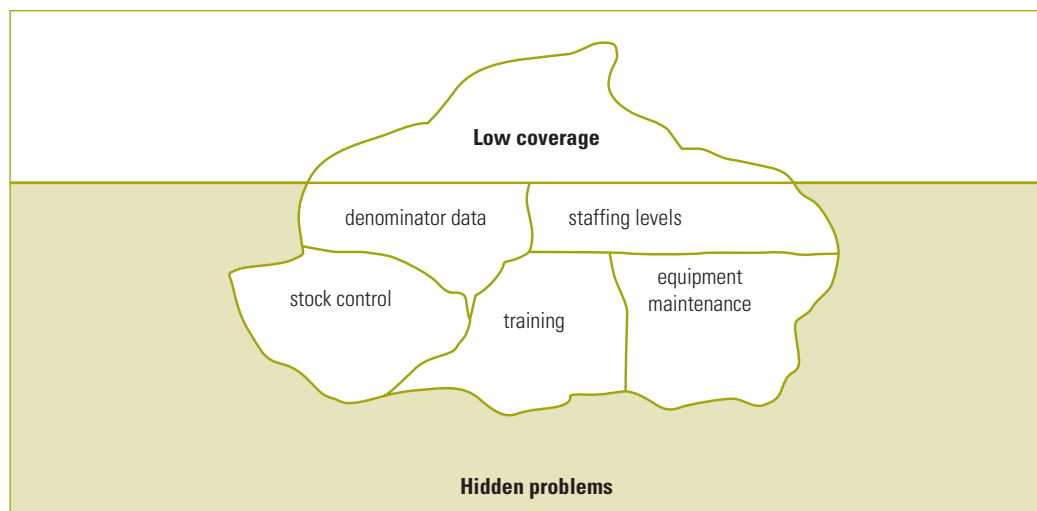 Low coverage
denominator data
staffing levels
stock control
equipment
maintenance
training
Hidden problems